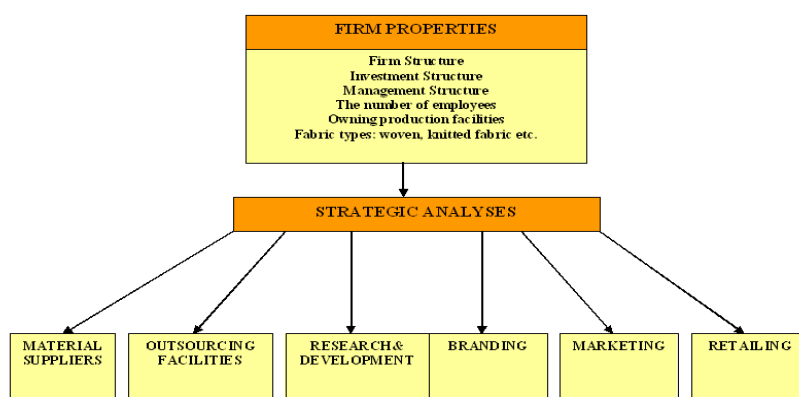 FIRM PROPERTIES
Firm Structure
Investment Structure
Management Structure
The number of employees
Owning production facilities
Fabric types: woven, knitted fabric etc.
STRATEGIC ANALYSES
MATERIAL
SUPPLIERS
OUTSOURCING
FACILITIES
RESEARCH&
DEVELOPMENT
BRANDING
MARKETING
RETAILING